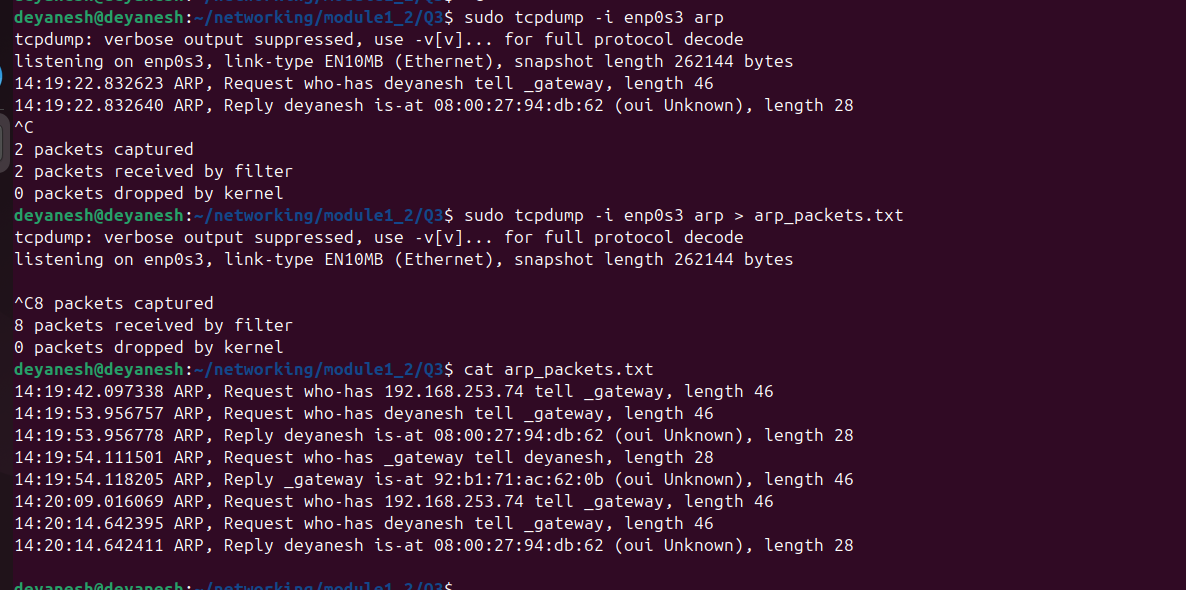 deyanesh@deyanesh:~/networking/module1_2/Q3$ sudo tcpdump -i enp0s3 arp
tcpdump: verbose output suppressed, use -v[v]... for full protocol decode
listening on enp0s3, link-type EN10MB (Ethernet), snapshot length 262144 bytes
14:19:22.832623 ARP, Request who-has deyanesh tell _gateway, length 46
14:19:22.832640 ARP, Reply deyanesh is-at 08:00:27:94:db:62 (oui Unknown), length 28
^C
2 packets captured
2 packets received by filter
0 packets dropped by kernel
deyanesh@deyanesh:~/networking/module1_2/Q3$ sudo tcpdump -i enp0s3 arp > arp_packets.txt
tcpdump: verbose output suppressed, use -v[v]... for full protocol decode
listening on enp0s3, link-type EN10MB (Ethernet), snapshot length 262144 bytes
^C8 packets captured
8 packets received by filter
0 packets dropped by kernel
deyanesh@deyanesh:~/networking/module1_2/Q3$ cat arp_packets.txt
14:19:42.097338 ARP, Request who-has 192.168.253.74 tell _gateway, length 46
14:19:53.956757 ARP, Request who-has deyanesh tell _gateway, length 46
14:19:53.956778 ARP, Reply deyanesh is-at 08:00:27:94:db:62 (oui Unknown), length 28
14:19:54.111501 ARP, Request who-has _gateway tell deyanesh, length 28
14:19:54.118205 ARP, Reply _gateway is-at 92:b1:71:ac:62:0b (oui Unknown), length 46
14:20:09.016069 ARP, Request who-has 192.168.253.74 tell _gateway, length 46
14:20:14.642395 ARP, Request who-has deyanesh tell _gateway, length 46
14:20:14.642411 ARP, Reply deyanesh is-at 08:00:27:94:db:62 (oui Unknown), length 28
deyanesh@deyanesh:~/networking/module1_2/Q3$